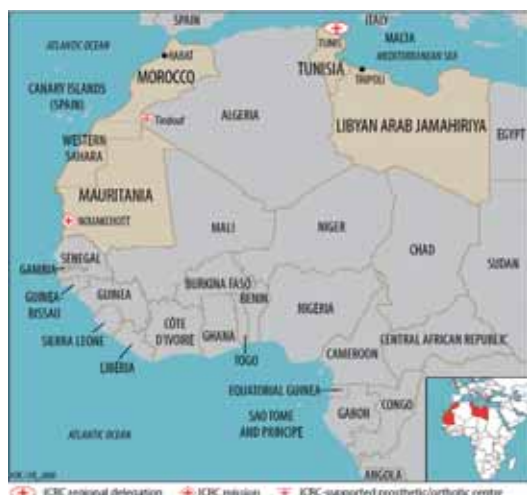 SPAIN
ITALY
ATLANTIC OCEAN
RABAT
TUNIS
MALTA
MEDITERRANEAN SEA
MOROCCO
TUNISIA
TRIPOLI
CANARY ISLANDS
(SPAIN)
Tindouf
ALGERIA
LIBYAN ARAB JAMAHIRIYA
EGYPT
WESTERN
SAHARA
MAURITANIA
NOUAKCHOTT
MALI
NIGER
CHAD
SUDAN
SENEGAL
GAMBIA
GUINEA
BISSAU
GUINEA
BURKINA FASO
BENIN
NIGERIA
SIERRA LEONE
CÔTE
D'IVOIRE
GHANA
CENTRAL AFRICAN REPUBLIC
LIBERIA
TOGO
CAMEROON
EQUATORIAL GUINEA
SAO TOME
AND PRINCIPE
GABON
CONGO
ATLANTIC OCEAN
ANGOLA
ICRC regional delegation
ICRC mission
ICRC-supported prosthetic/orthotic centre